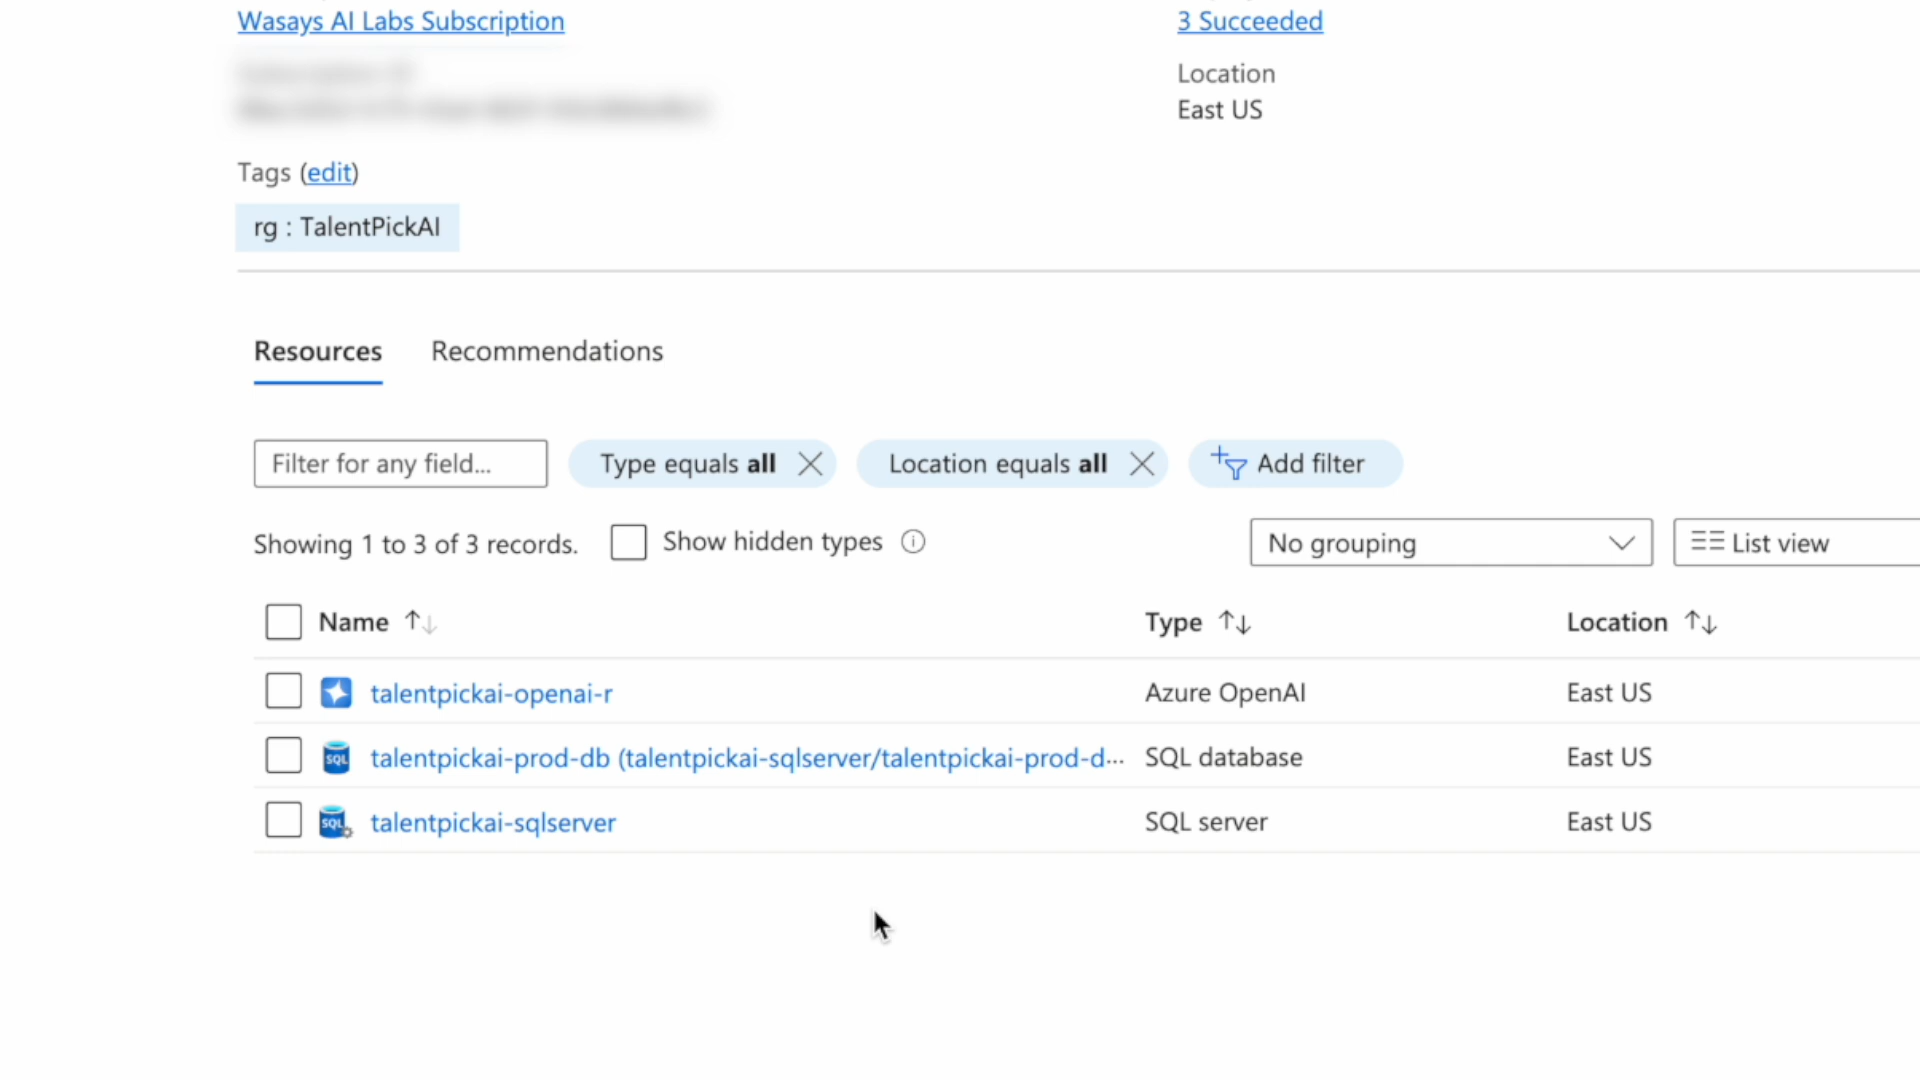 Wasays AI Labs Subscription
3 Succeeded
Location
East US
Tags (edit)
rg : TalentPickAI
Resources Recommendations
Filter for any field... Type equals all Location equals all Add filter
Showing 1 to 3 of 3 records. Show hidden types No grouping List view
Name Type Location
talentpickai-openai-r Azure OpenAI East US
talentpickai-prod-db (talentpickai-sqlserver/talentpickai-prod-d... SQL database East US
talentpickai-sqlserver SQL server East US